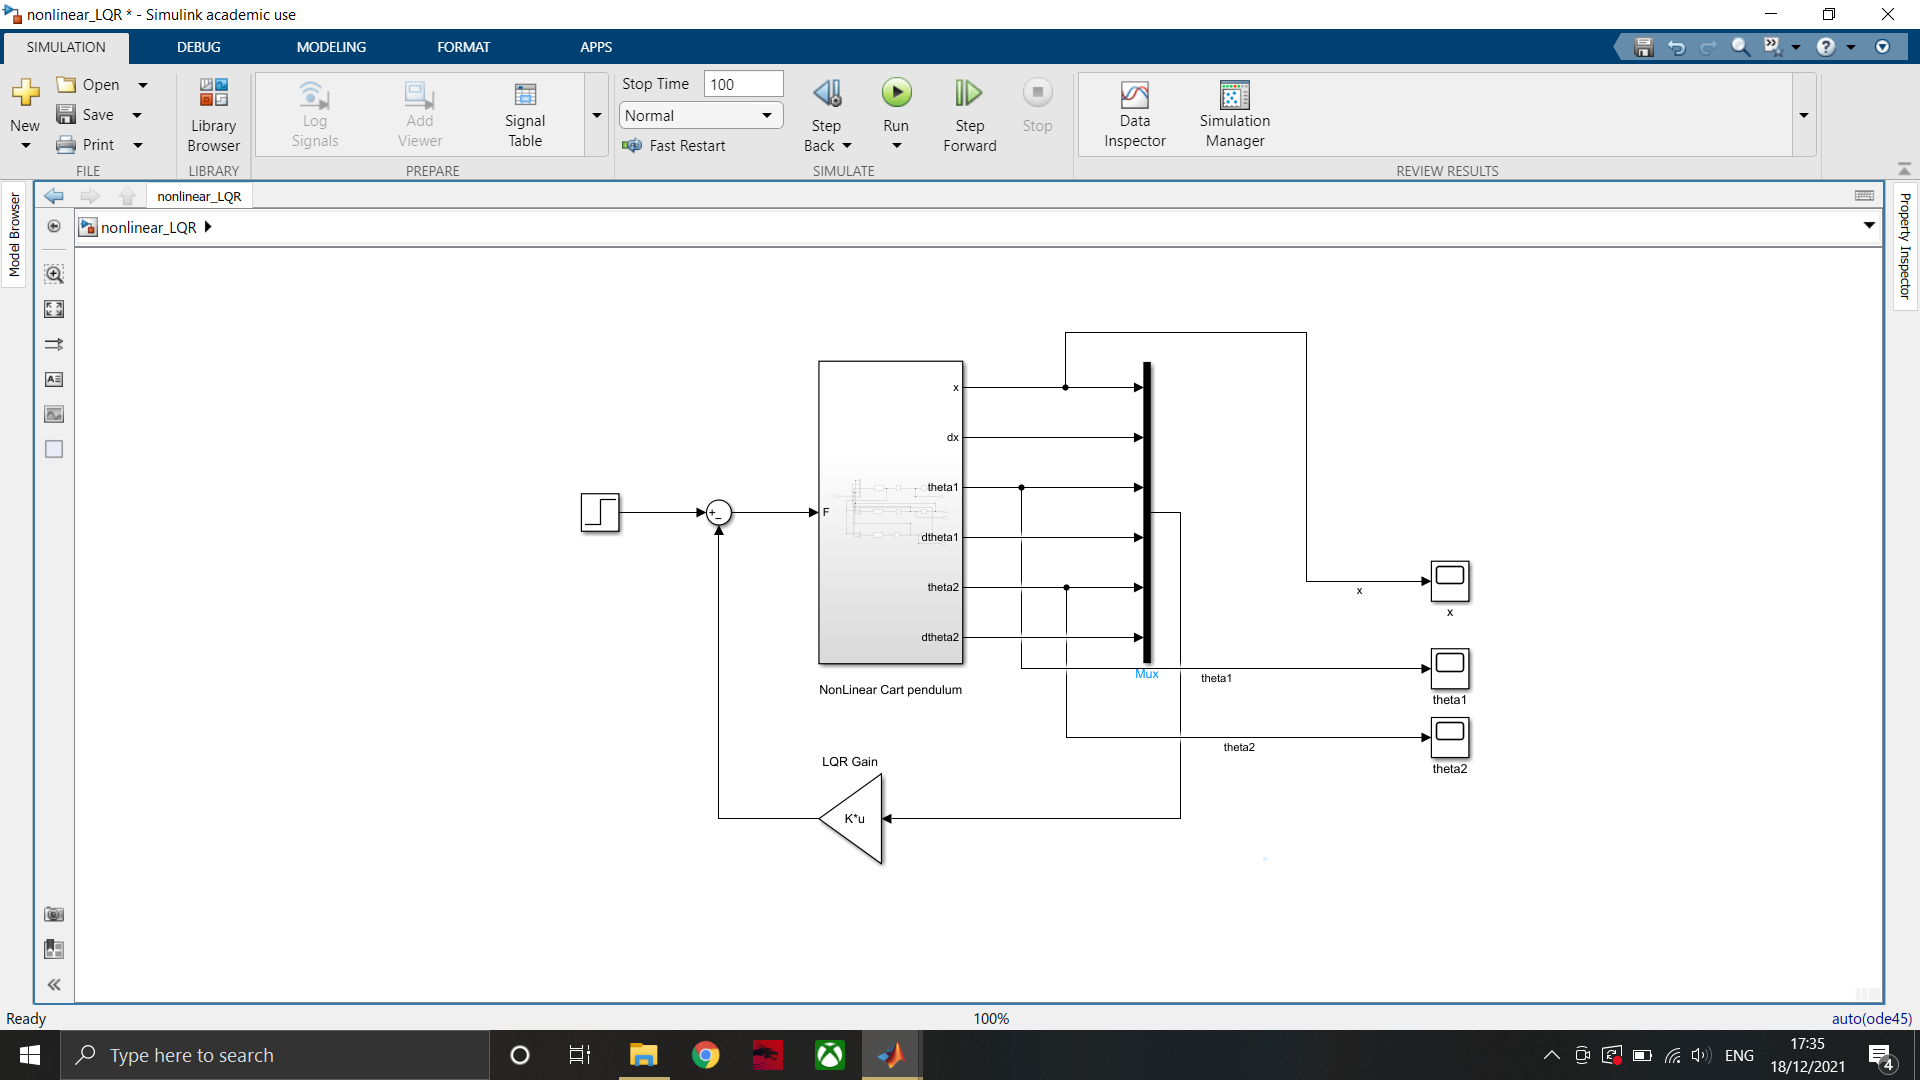 nonlinear_LQR * - Simulink academic use
SIMULATION DEBUG MODELING FORMAT APPS
New
Open
Save
Print
FILE
Library
Browser
LIBRARY
Log
Signals
Add
Viewer
Signal
Table
PREPARE
Stop Time 100
Normal
Fast Restart
Step
Back
Run
Step
Forward
Stop
SIMULATE
Data
Inspector
Simulation
Manager
REVIEW RESULTS
Model Browser
nonlinear_LQR
nonlinear_LQR
Property Inspector
x
dx
theta1
F
dtheta1
theta2
dtheta2
NonLinear Cart pendulum
Mux
x
x
theta1
theta1
theta2
theta2
LQR Gain
K*u
Ready
100%
auto(ode45)
Type here to search
ENG
17:35
18/12/2021
4